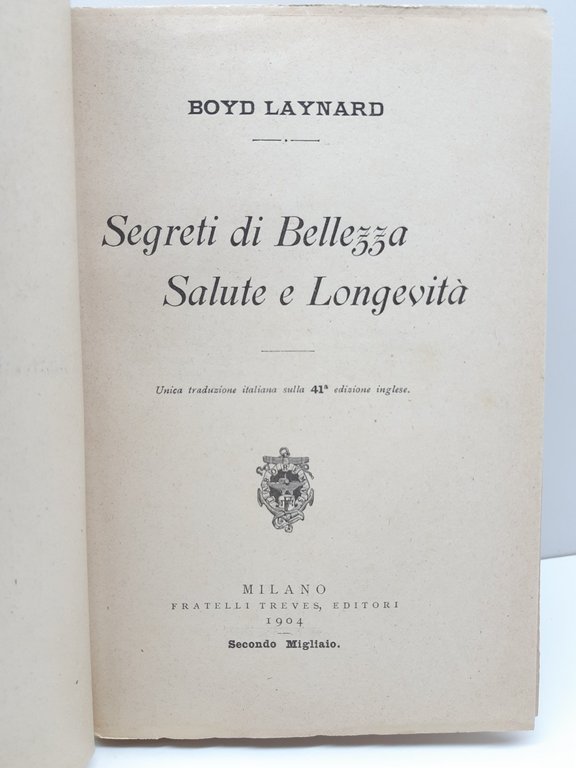 BOYD LAYNARD
Segreti di Bellezza
Salute e Longevità
Unica traduzione italiana sulla 41ª edizione inglese.
MILANO
FRATELLI TREVES, EDITORI
1904
Secondo Migliaio.